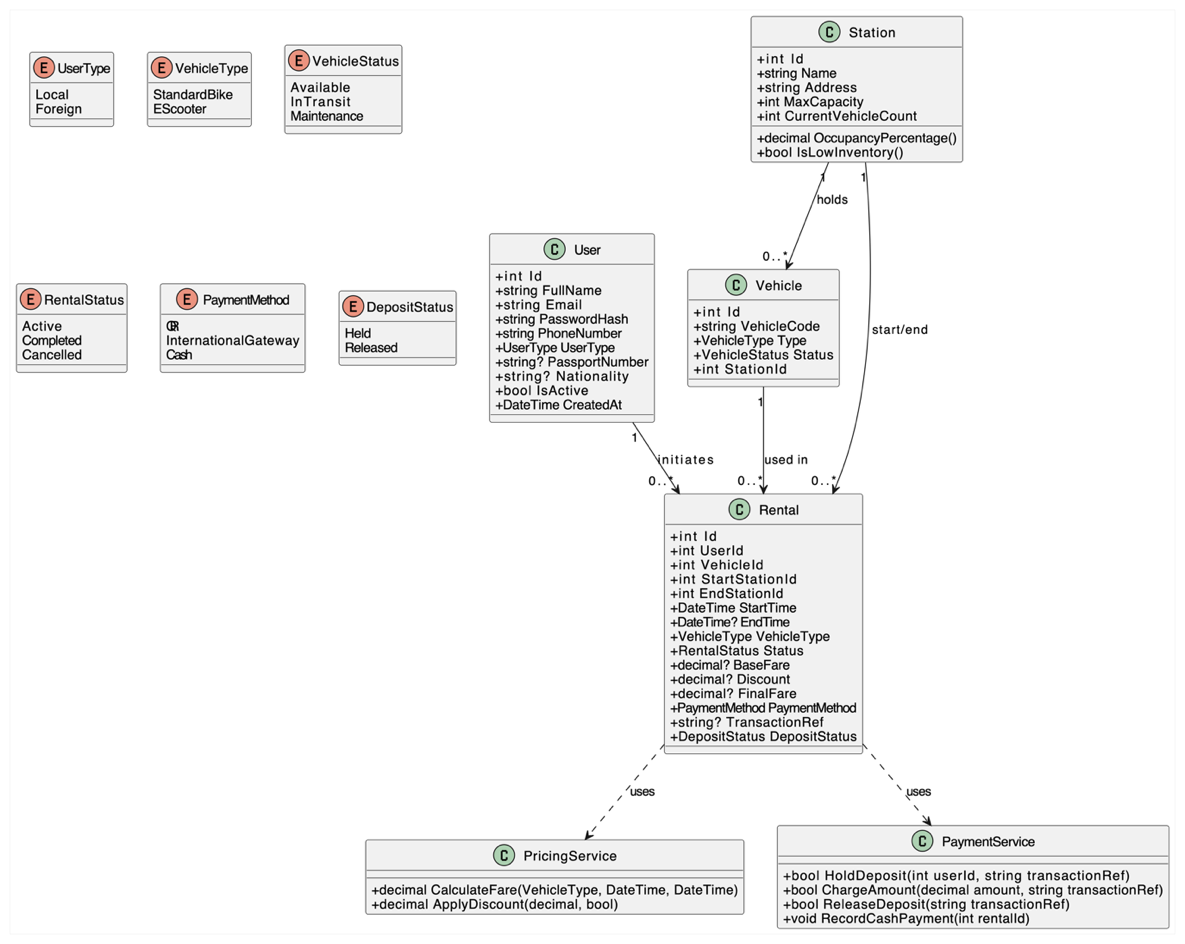 E UserType
Local
Foreign
E VehicleType
StandardBike
EScooter
E VehicleStatus
Available
InTransit
Maintenance
C Station
+int Id
+string Name
+string Address
+int MaxCapacity
+int CurrentVehicleCount
+decimal OccupancyPercentage()
+bool IsLowInventory()
1
1
holds
0..*
E RentalStatus
Active
Completed
Cancelled
E PaymentMethod
InternationalGateway
Cash
E DepositStatus
Held
Released
C User
+int Id
+string FullName
+string Email
+string PasswordHash
+string PhoneNumber
+UserType UserType
+string? PassportNumber
+string? Nationality
+bool IsActive
+DateTime CreatedAt
C Vehicle
+int Id
+string VehicleCode
+VehicleType Type
+VehicleStatus Status
+int StationId
start/end
1
initiates
0..*
1
used in
0..*
0..*
C Rental
+int Id
+int UserId
+int VehicleId
+int StartStationId
+int EndStationId
+DateTime StartTime
+DateTime? EndTime
+VehicleType VehicleType
+RentalStatus Status
+decimal? BaseFare
+decimal? Discount
+decimal? FinalFare
+PaymentMethod PaymentMethod
+string? TransactionRef
+DepositStatus DepositStatus
uses
uses
C PricingService
+decimal CalculateFare(VehicleType, DateTime, DateTime)
+decimal ApplyDiscount(decimal, bool)
C PaymentService
+bool HoldDeposit(int userId, string transactionRef)
+bool ChargeAmount(decimal amount, string transactionRef)
+bool ReleaseDeposit(string transactionRef)
+void RecordCashPayment(int rentalId)